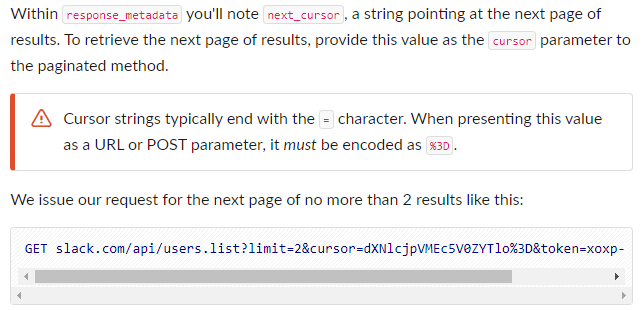 Within response_metadata you'll note next_cursor, a string pointing at the next page of
results. To retrieve the next page of results, provide this value as the cursor parameter to
the paginated method.
Cursor strings typically end with the = character. When presenting this value
as a URL or POST parameter, it must be encoded as %3D.
We issue our request for the next page of no more than 2 results like this:
GET slack.com/api/users.list?limit=2&cursor=dXNlcjpVMEc5V0ZYTlo%3D&token=xoxp-